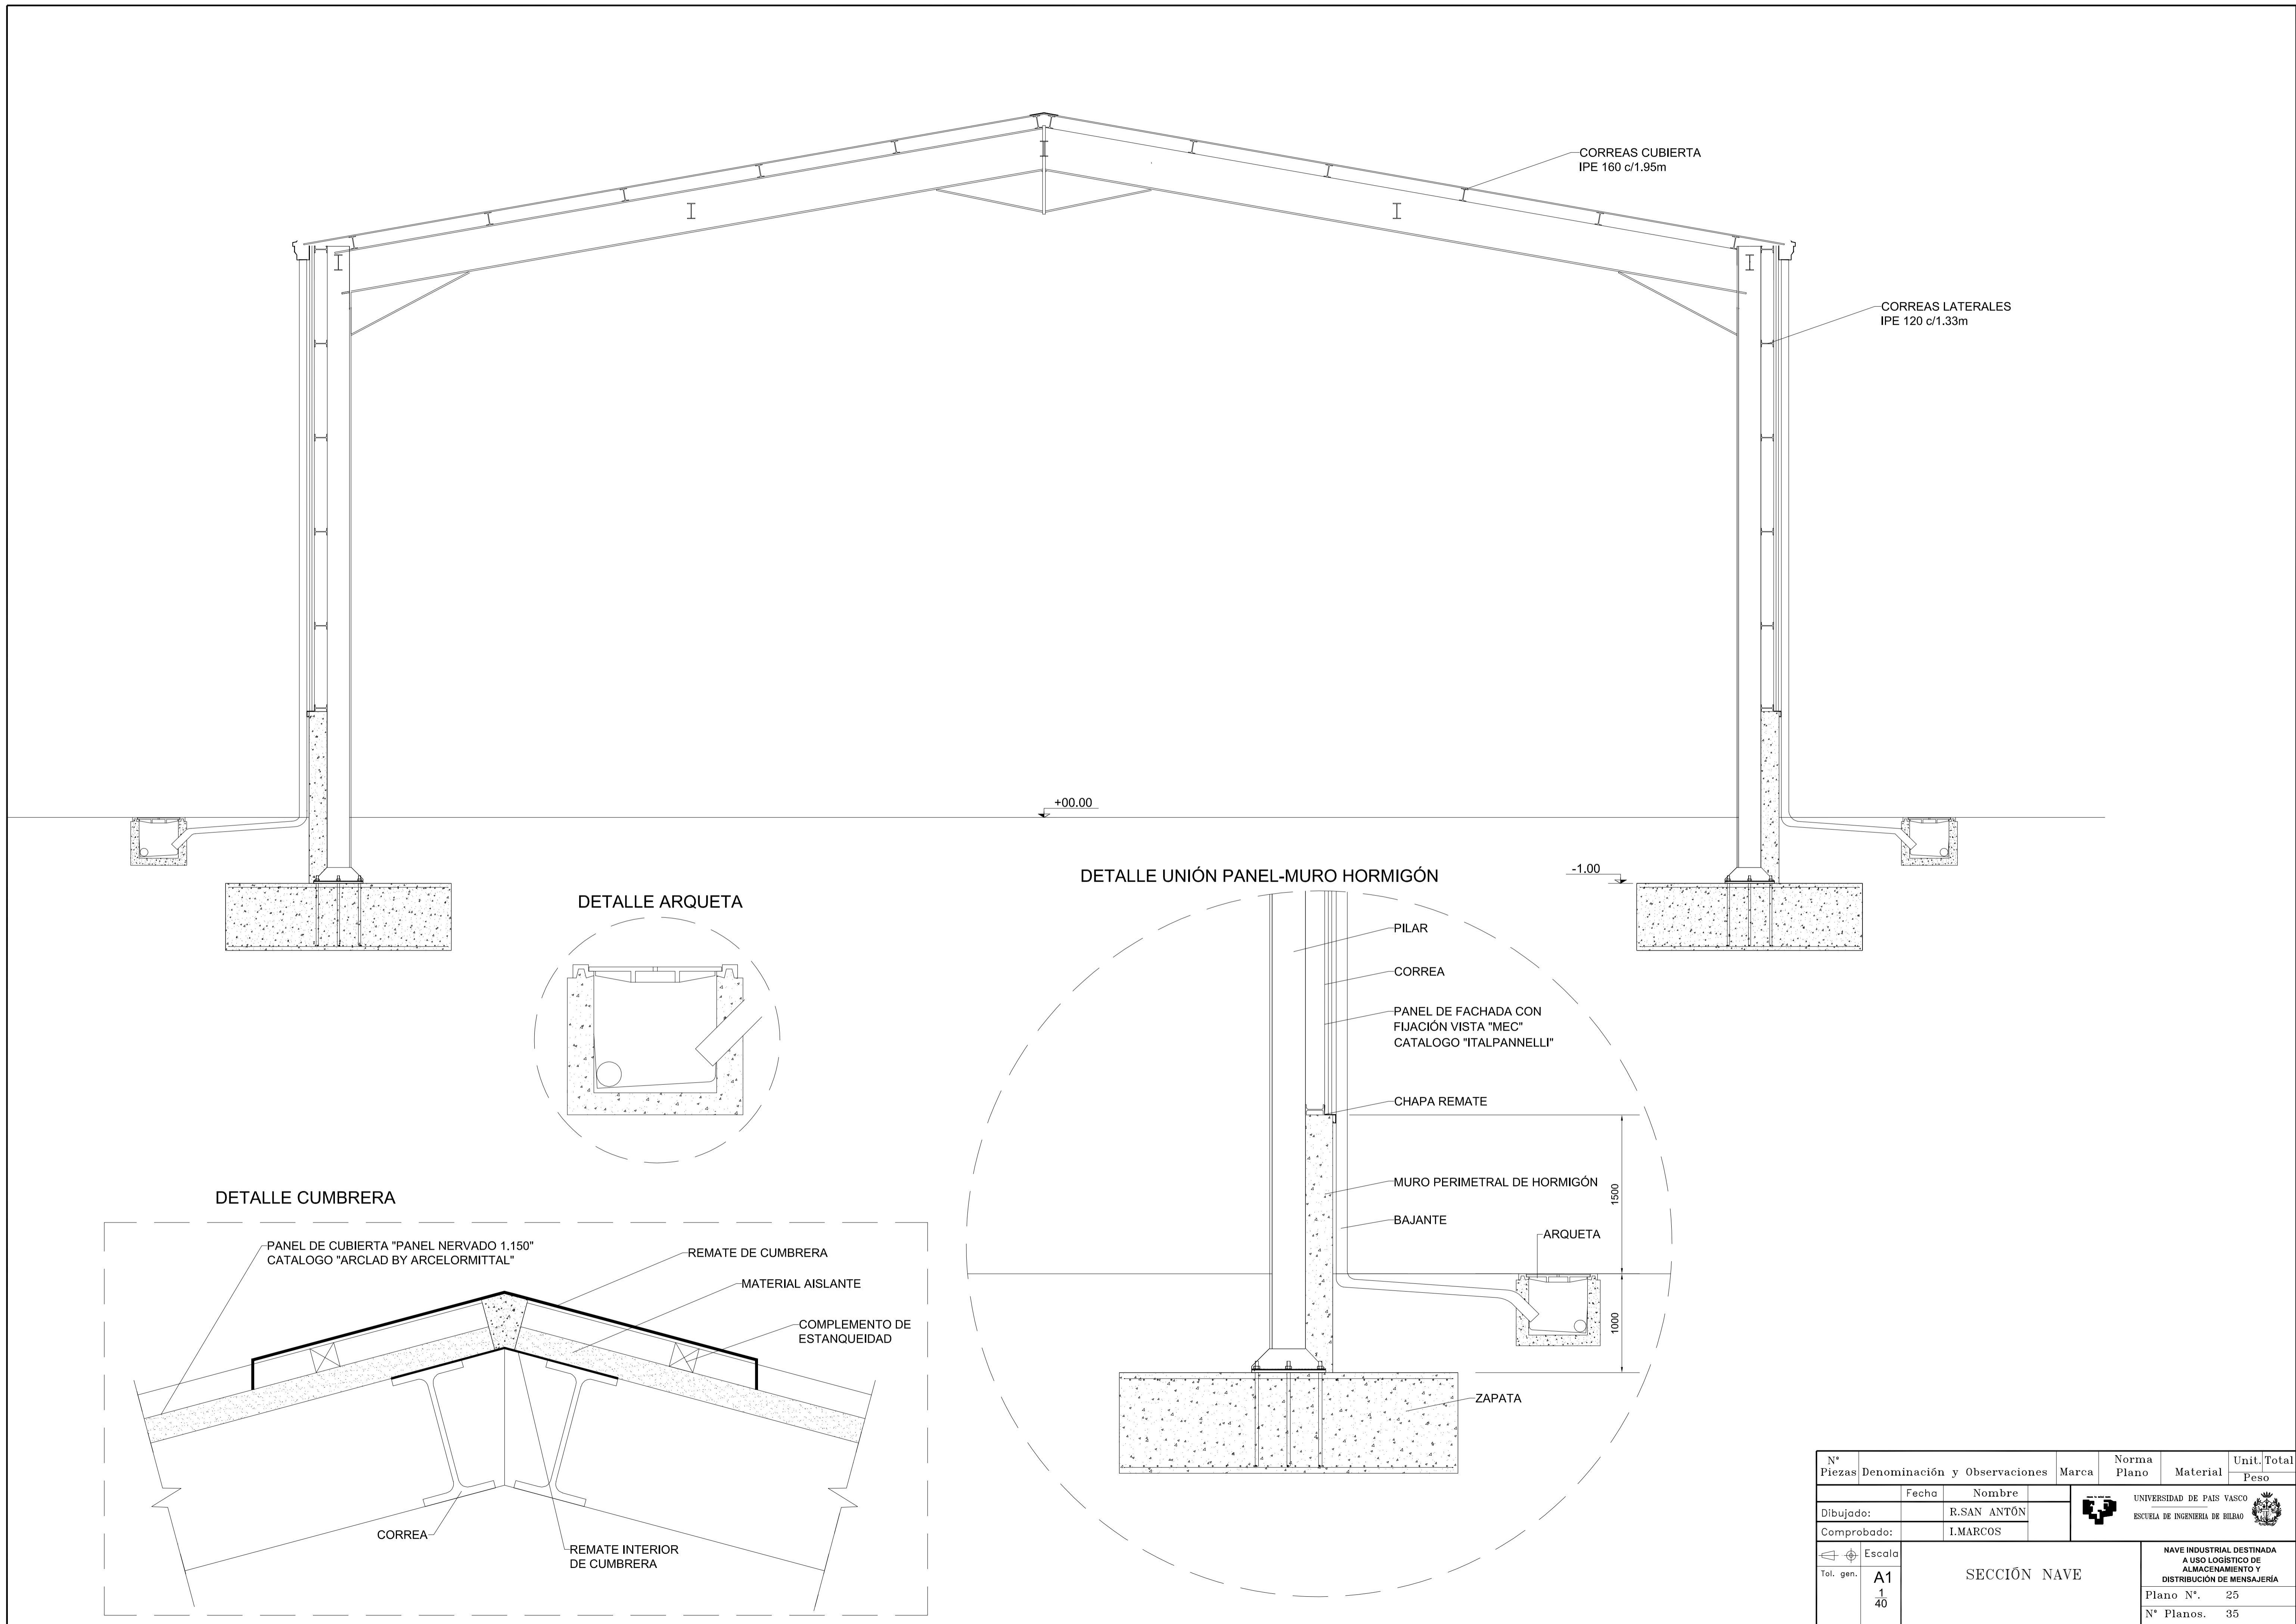 CORREAS CUBIERTA
IPE 160 c/1.95m
CORREAS LATERALES
IPE 120 c/1.33m
+00.00
-1.00
DETALLE ARQUETA
DETALLE UNIÓN PANEL-MURO HORMIGÓN
PILAR
CORREA
PANEL DE FACHADA CON
FIJACIÓN VISTA "MEC"
CATALOGO "ITALPANNELLI"
CHAPA REMATE
MURO PERIMETRAL DE HORMIGÓN
BAJANTE
ARQUETA
1500
1000
ZAPATA
DETALLE CUMBRERA
PANEL DE CUBIERTA "PANEL NERVADO 1.150"
CATALOGO "ARCLAD BY ARCELORMITTAL"
REMATE DE CUMBRERA
MATERIAL AISLANTE
COMPLEMENTO DE
ESTANQUEIDAD
CORREA
REMATE INTERIOR
DE CUMBRERA
N° Piezas Denominación y Observaciones Marca Norma Plano Material Unit. Total
Peso
Fecha Nombre
Dibujado: R.SAN ANTÓN
Comprobado: I.MARCOS
UNIVERSIDAD DE PAIS VASCO
ESCUELA DE INGENIERIA DE BILBAO
Escala
Tol. gen.
A1
1
40
SECCIÓN NAVE
NAVE INDUSTRIAL DESTINADA
A USO LOGÍSTICO DE
ALMACENAMIENTO Y
DISTRIBUCIÓN DE MENSAJERÍA
Plano N°. 25
N° Planos. 35